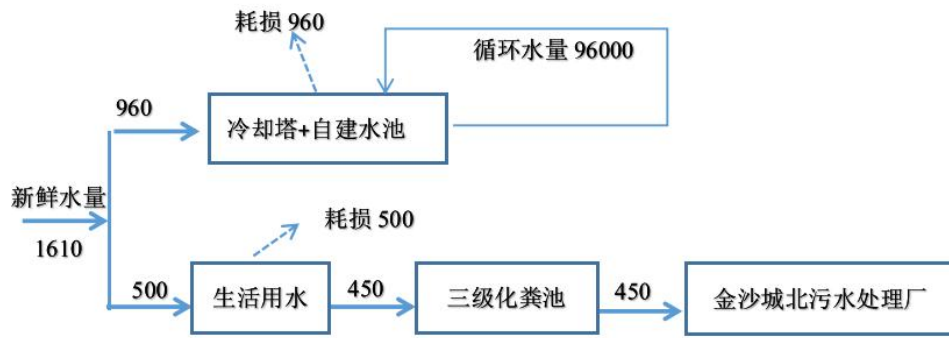 耗损 960
循环水量 96000
960
冷却塔+自建水池
新鲜水量
1610
耗损 500
500
生活用水
450
三级化粪池
450
金沙城北污水处理厂